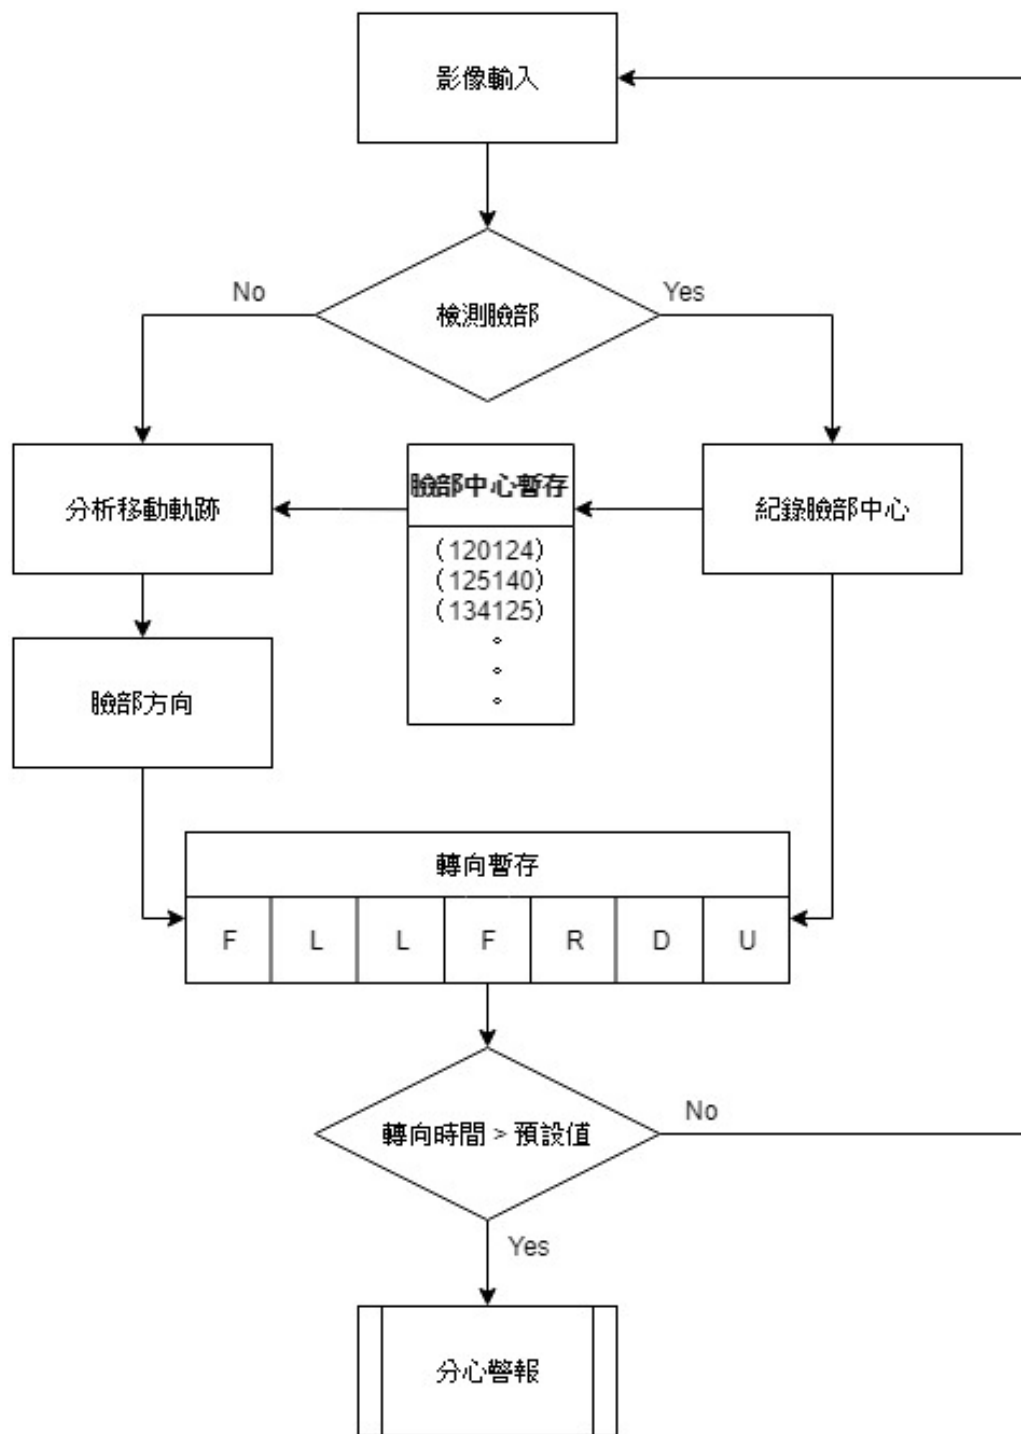 影像輸入
No
Yes
檢測臉部
分析移動軌跡
臉部中心暫存
紀錄臉部中心
（120124）
（125140）
（134125）
。
。
。
臉部方向
轉向暫存
F L L F R D U
轉向時間 > 預設值
No
Yes
分心警報